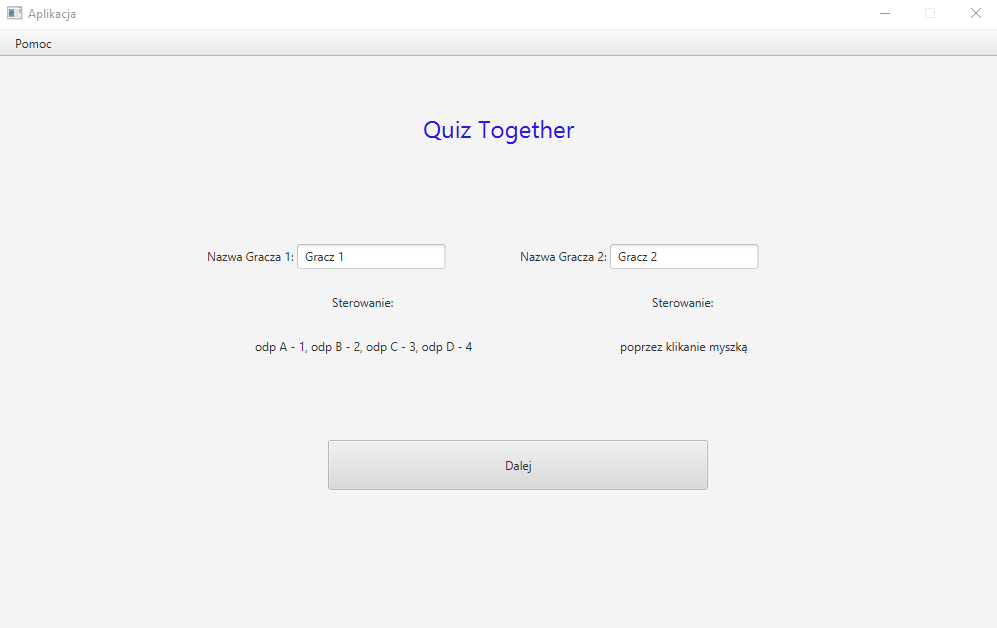 Aplikacja
Pomoc
Quiz Together
Nazwa Gracza 1: Gracz 1
Nazwa Gracza 2: Gracz 2
Sterowanie:
Sterowanie:
odp A - 1, odp B - 2, odp C - 3, odp D - 4
poprzez klikanie myszką
Dalej